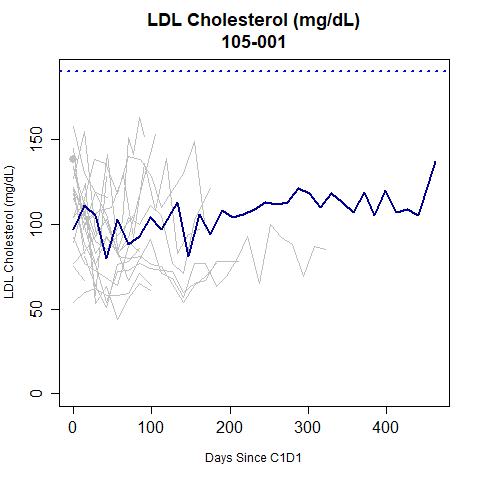 LDL Cholesterol (mg/dL)
105-001
LDL Cholesterol (mg/dL)
150
100
50
0
0 100 200 300 400
Days Since C1D1